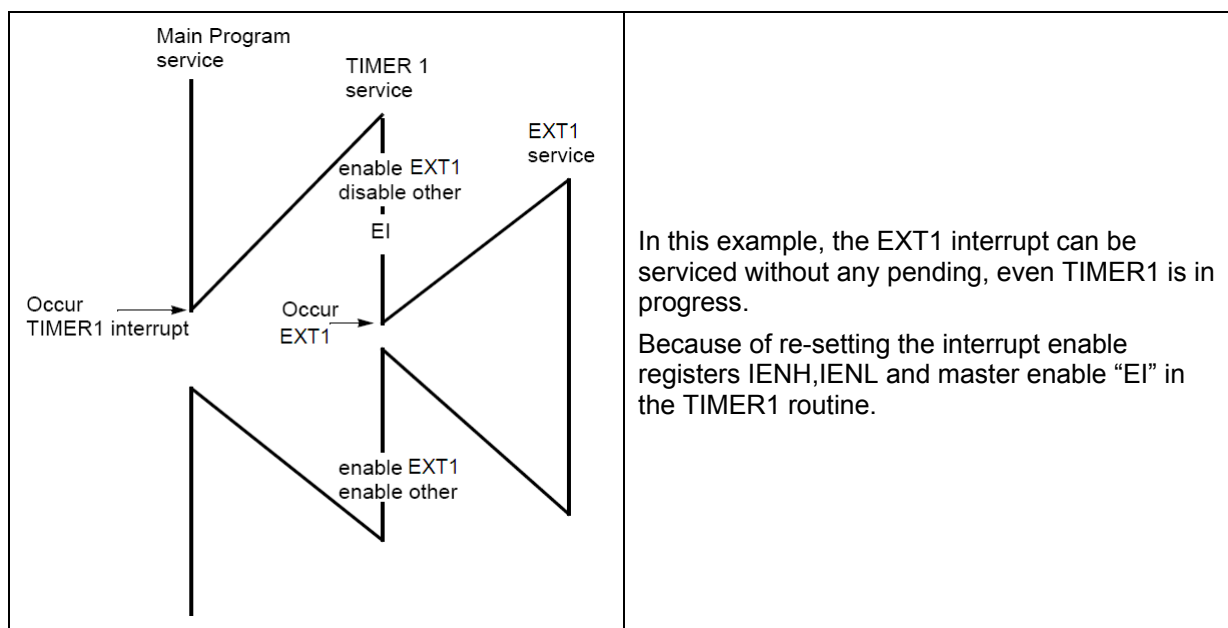 Main Program
service
TIMER 1
service
EXT1
service
enable EXT1
disable other
EI
Occur
TIMER1 interrupt
Occur
EXT1
enable EXT1
enable other
In this example, the EXT1 interrupt can be
serviced without any pending, even TIMER1 is in
progress.
Because of re-setting the interrupt enable
registers IENH,IENL and master enable “EI” in
the TIMER1 routine.